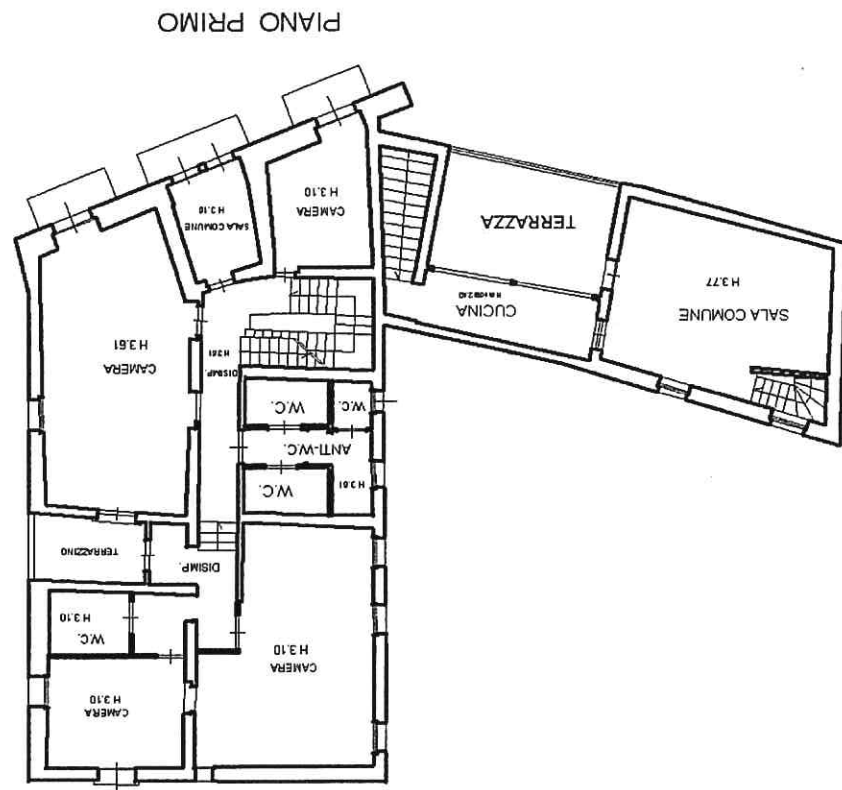 CAMERA
H 3.10
CAMERA
H 3.10
W.C.
H 3.10
DISIMP.
TERRAZZINO
H 3.61
W.C.
ANTI-W.C.
W.C.
W.C.
DISIMP.
H 3.61
CAMERA
H 3.61
SALA COMUNE
H 3.77
CUCINA
TERRAZZA
CAMERA
H 3.10
SALA COMUNE
H 3.10
PIANO PRIMO